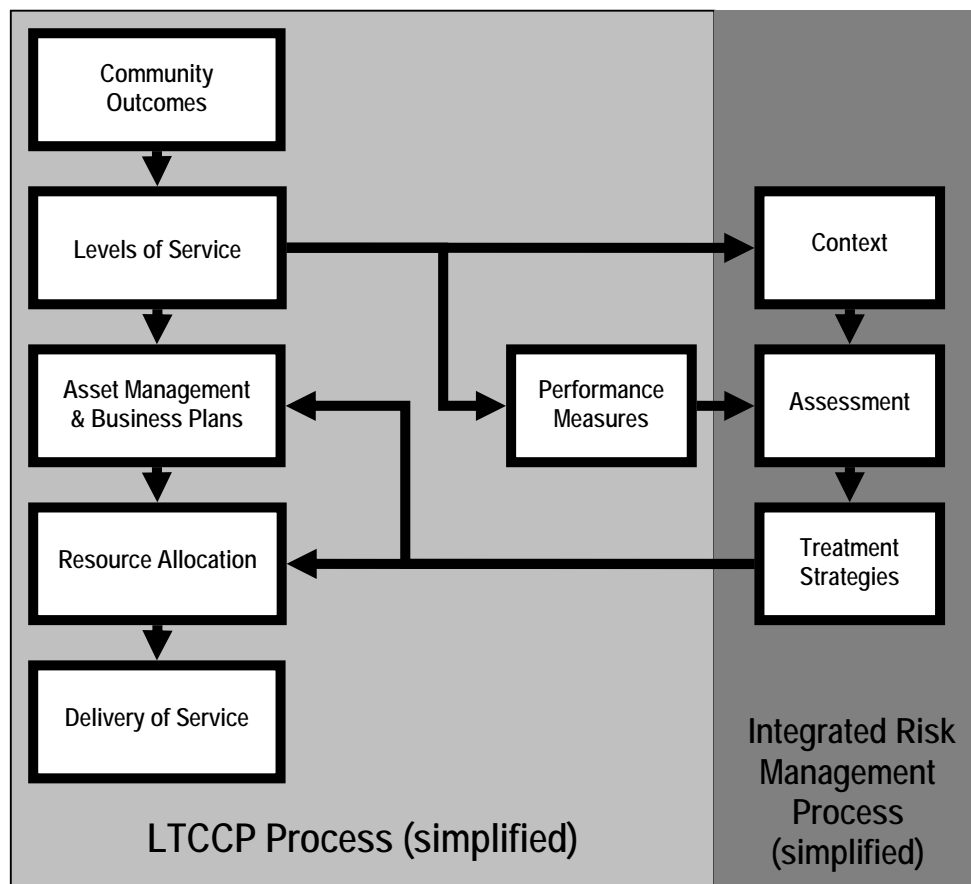 Community
Outcomes
Levels of Service
Context
Asset Management
& Business Plans
Performance
Measures
Assessment
Resource Allocation
Treatment
Strategies
Delivery of Service
LTCCP Process (simplified)
Integrated Risk
Management
Process
(simplified)